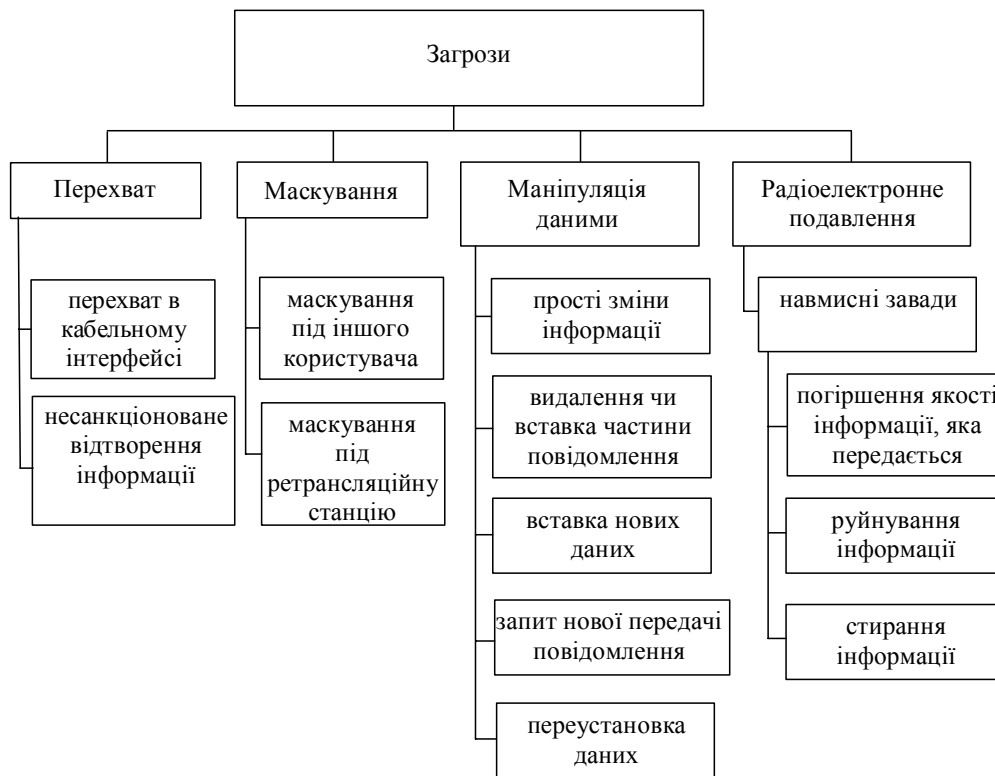 Загрози
Перехват
перехват в
кабельному
інтерфейсі
несанкціоноване
відтворення
інформації
Маскування
маскування
під іншого
користувача
маскування
під
ретрансляційну
станцію
Маніпуляція
даними
прості зміни
інформації
видалення чи
вставка частини
повідомлення
вставка нових
даних
запит нової передачі
повідомлення
переустановка
даних
Радіоелектронне
подавлення
навмисні завади
погіршення якості
інформації, яка
передається
руйнування
інформації
стирання
інформації